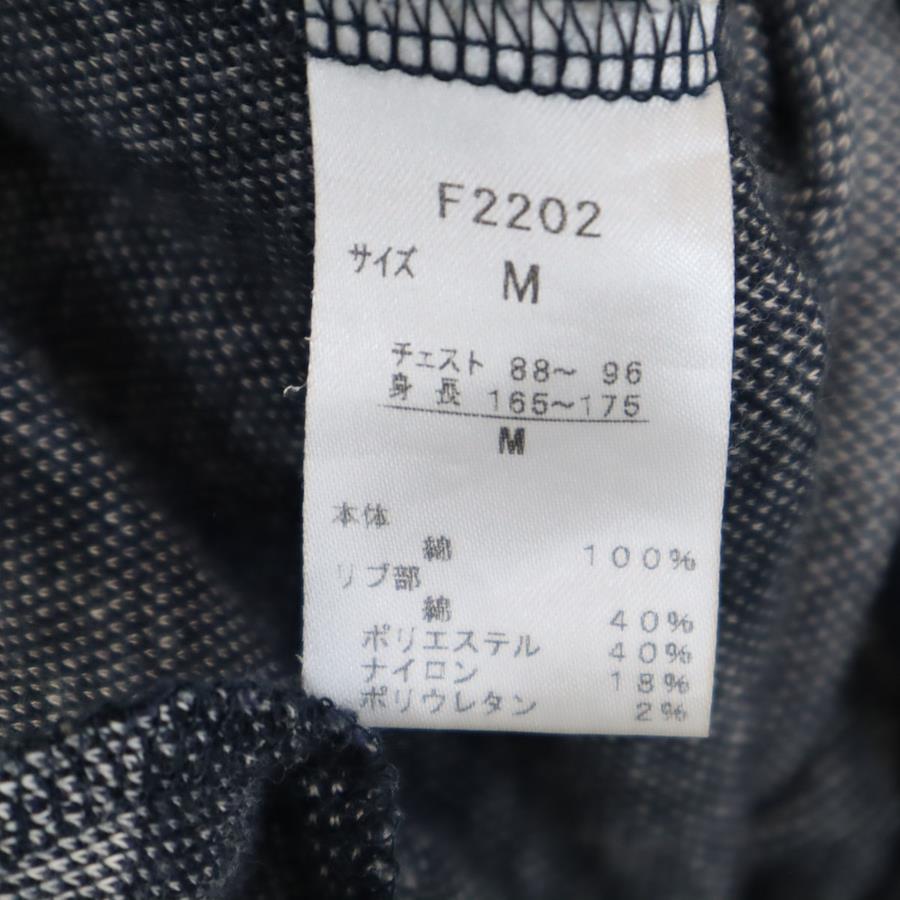 F2202
サイズ M
チェスト 88〜 96
身長 165〜175
M
本体
綿 100%
リブ部
綿 40%
ポリエステル 40%
ナイロン 18%
ポリウレタン 2%